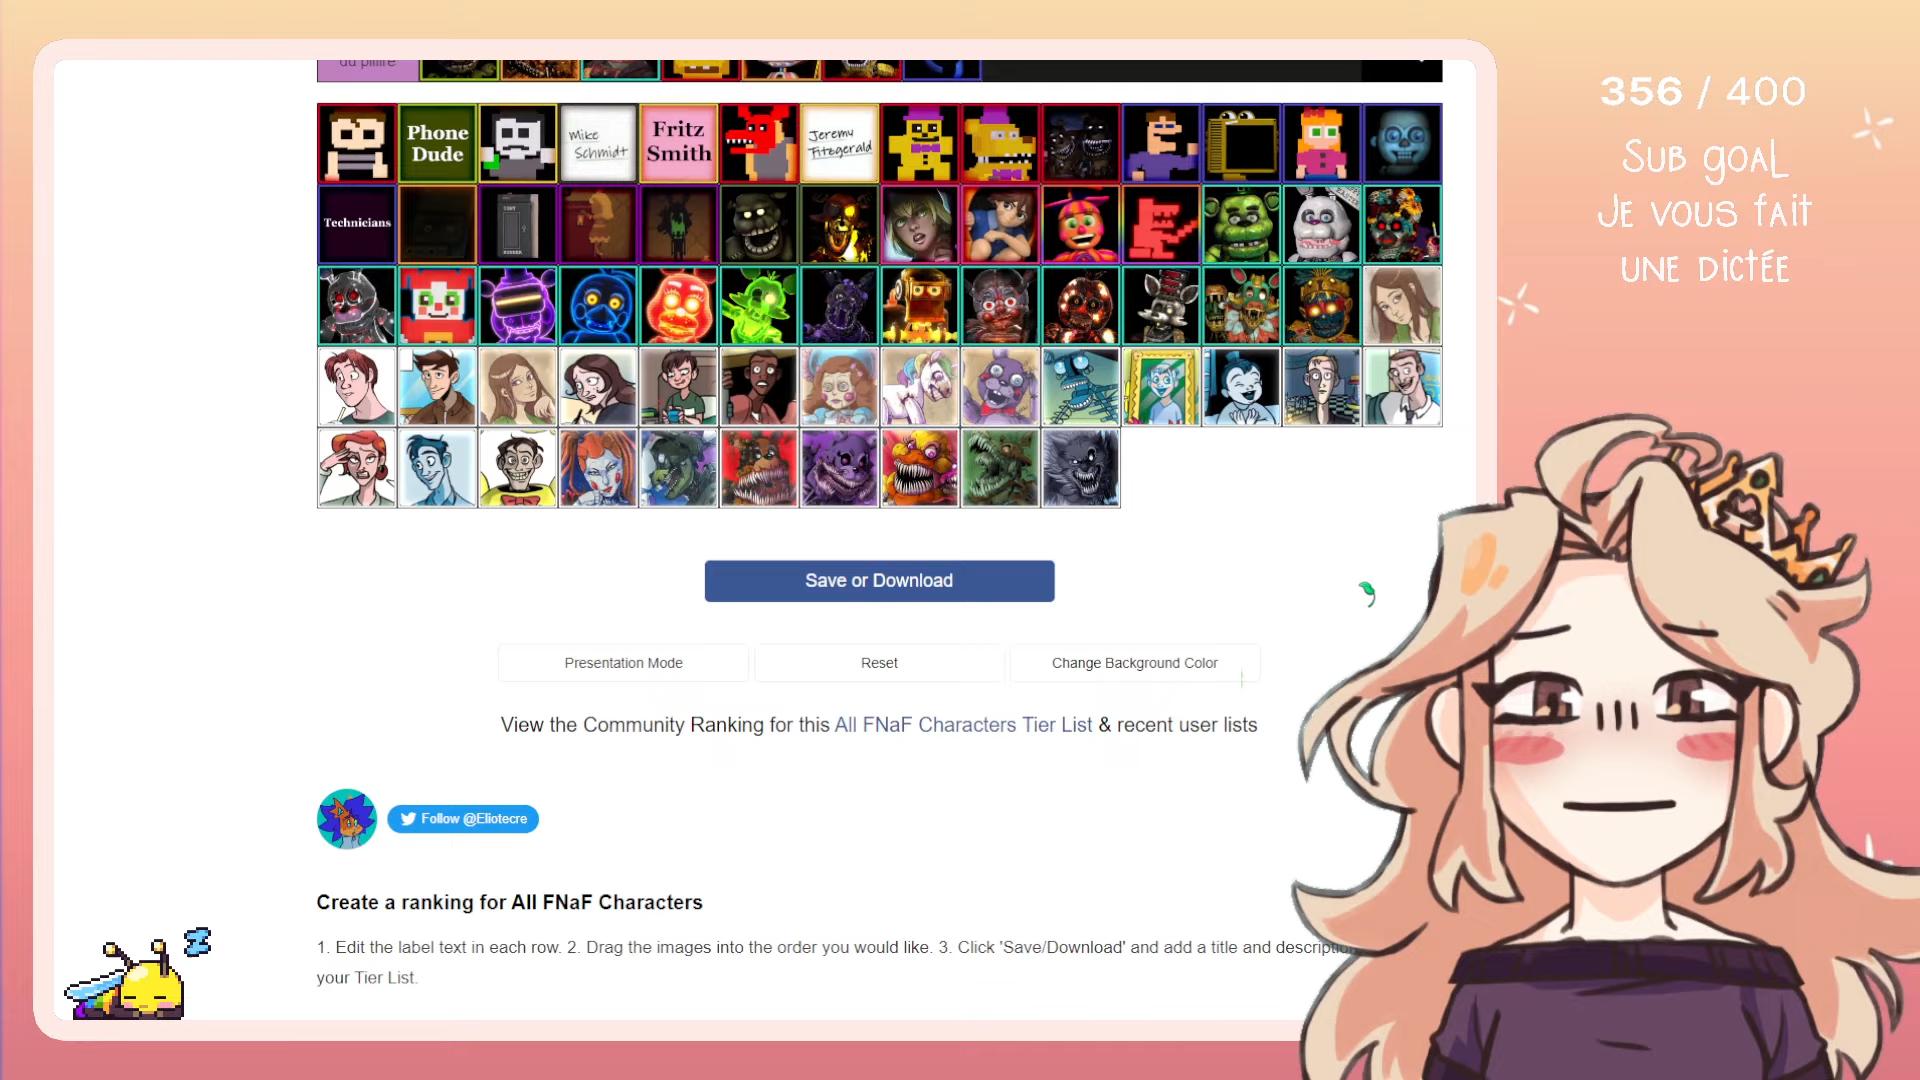 du pillire
356 / 400
Sub goal
Je vous fait
une dictée
Phone
Dude
Mike
Schmidt
Fritz
Smith
Jeremy
Fitzgerald
Technicians
Save or Download
Presentation Mode
Reset
Change Background Color
View the Community Ranking for this All FNaF Characters Tier List & recent user lists
Follow @Eliotecre
Create a ranking for All FNaF Characters
1. Edit the label text in each row. 2. Drag the images into the order you would like. 3. Click 'Save/Download' and add a title and description
your Tier List.